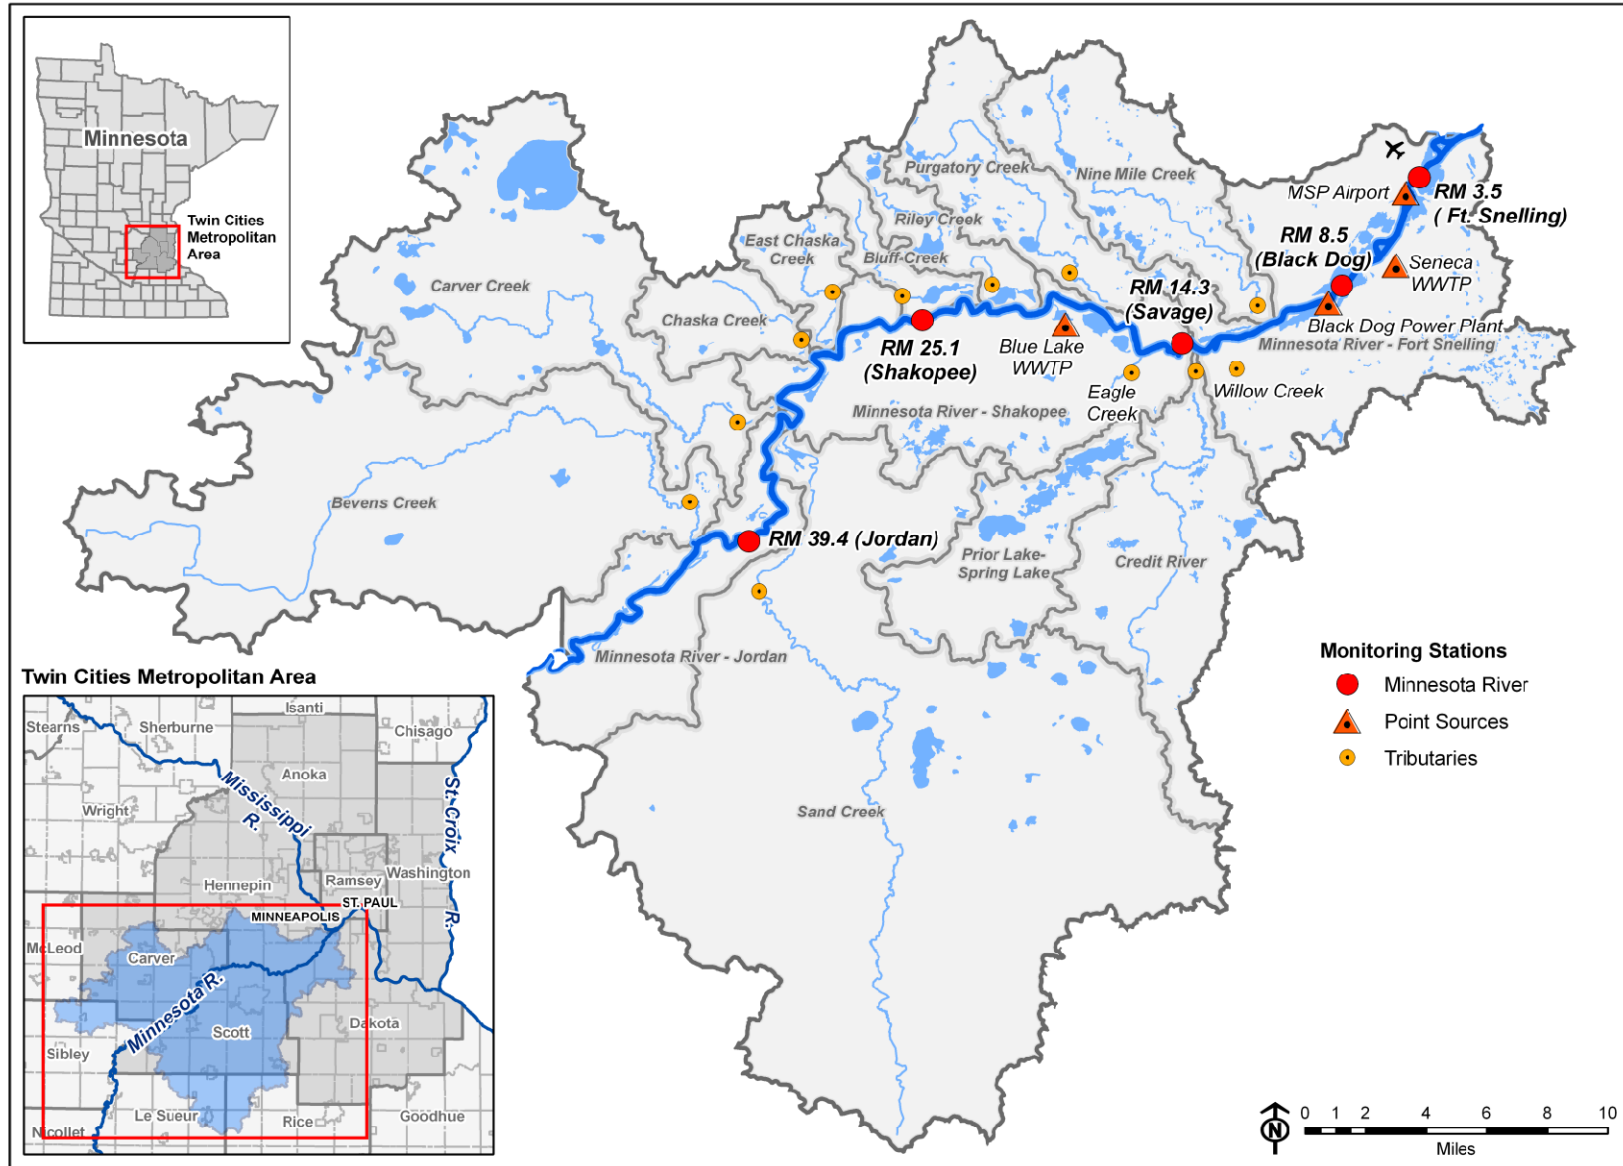 Minnesota
Twin Cities
Metropolitan
Area
Carver Creek
Bevens Creek
Chaska Creek
East Chaska
Creek
Bluff Creek
Riley Creek
Purgatory Creek
Nine Mile Creek
MSP Airport
RM 3.5
( Ft. Snelling)
RM 8.5
(Black Dog)
Seneca
WWTP
RM 14.3
(Savage)
Black Dog Power Plant
Minnesota River - Fort Snelling
RM 25.1
(Shakopee)
Blue Lake
WWTP
Eagle
Creek
Willow Creek
Minnesota River - Shakopee
RM 39.4 (Jordan)
Prior Lake-
Spring Lake
Credit River
Minnesota River - Jordan
Sand Creek
Monitoring Stations
Minnesota River
Point Sources
Tributaries
Twin Cities Metropolitan Area
Stearns
Sherburne
Isanti
Chisago
Anoka
Wright
Mississippi
R.
St. Croix
R.
Hennepin
Ramsey
Washington
MINNEAPOLIS
ST. PAUL
McLeod
Carver
Minnesota R.
Scott
Dakota
Sibley
Le Sueur
Rice
Goodhue
Nicollet
N
0 1 2 4 6 8 10
Miles